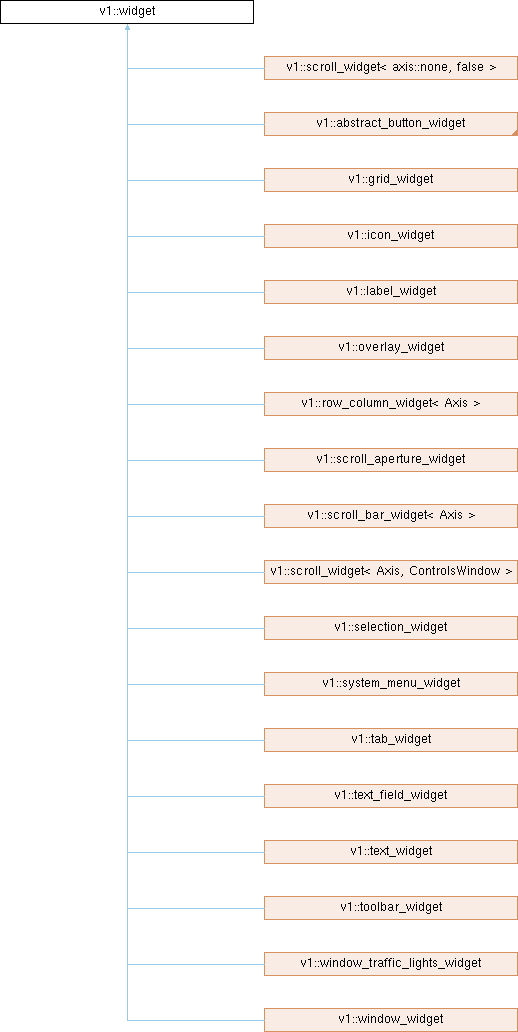 v1::widget
v1::scroll_widget< axis::none, false >
v1::abstract_button_widget
v1::grid_widget
v1::icon_widget
v1::label_widget
v1::overlay_widget
v1::row_column_widget< Axis >
v1::scroll_aperture_widget
v1::scroll_bar_widget< Axis >
v1::scroll_widget< Axis, ControlsWindow >
v1::selection_widget
v1::system_menu_widget
v1::tab_widget
v1::text_field_widget
v1::text_widget
v1::toolbar_widget
v1::window_traffic_lights_widget
v1::window_widget